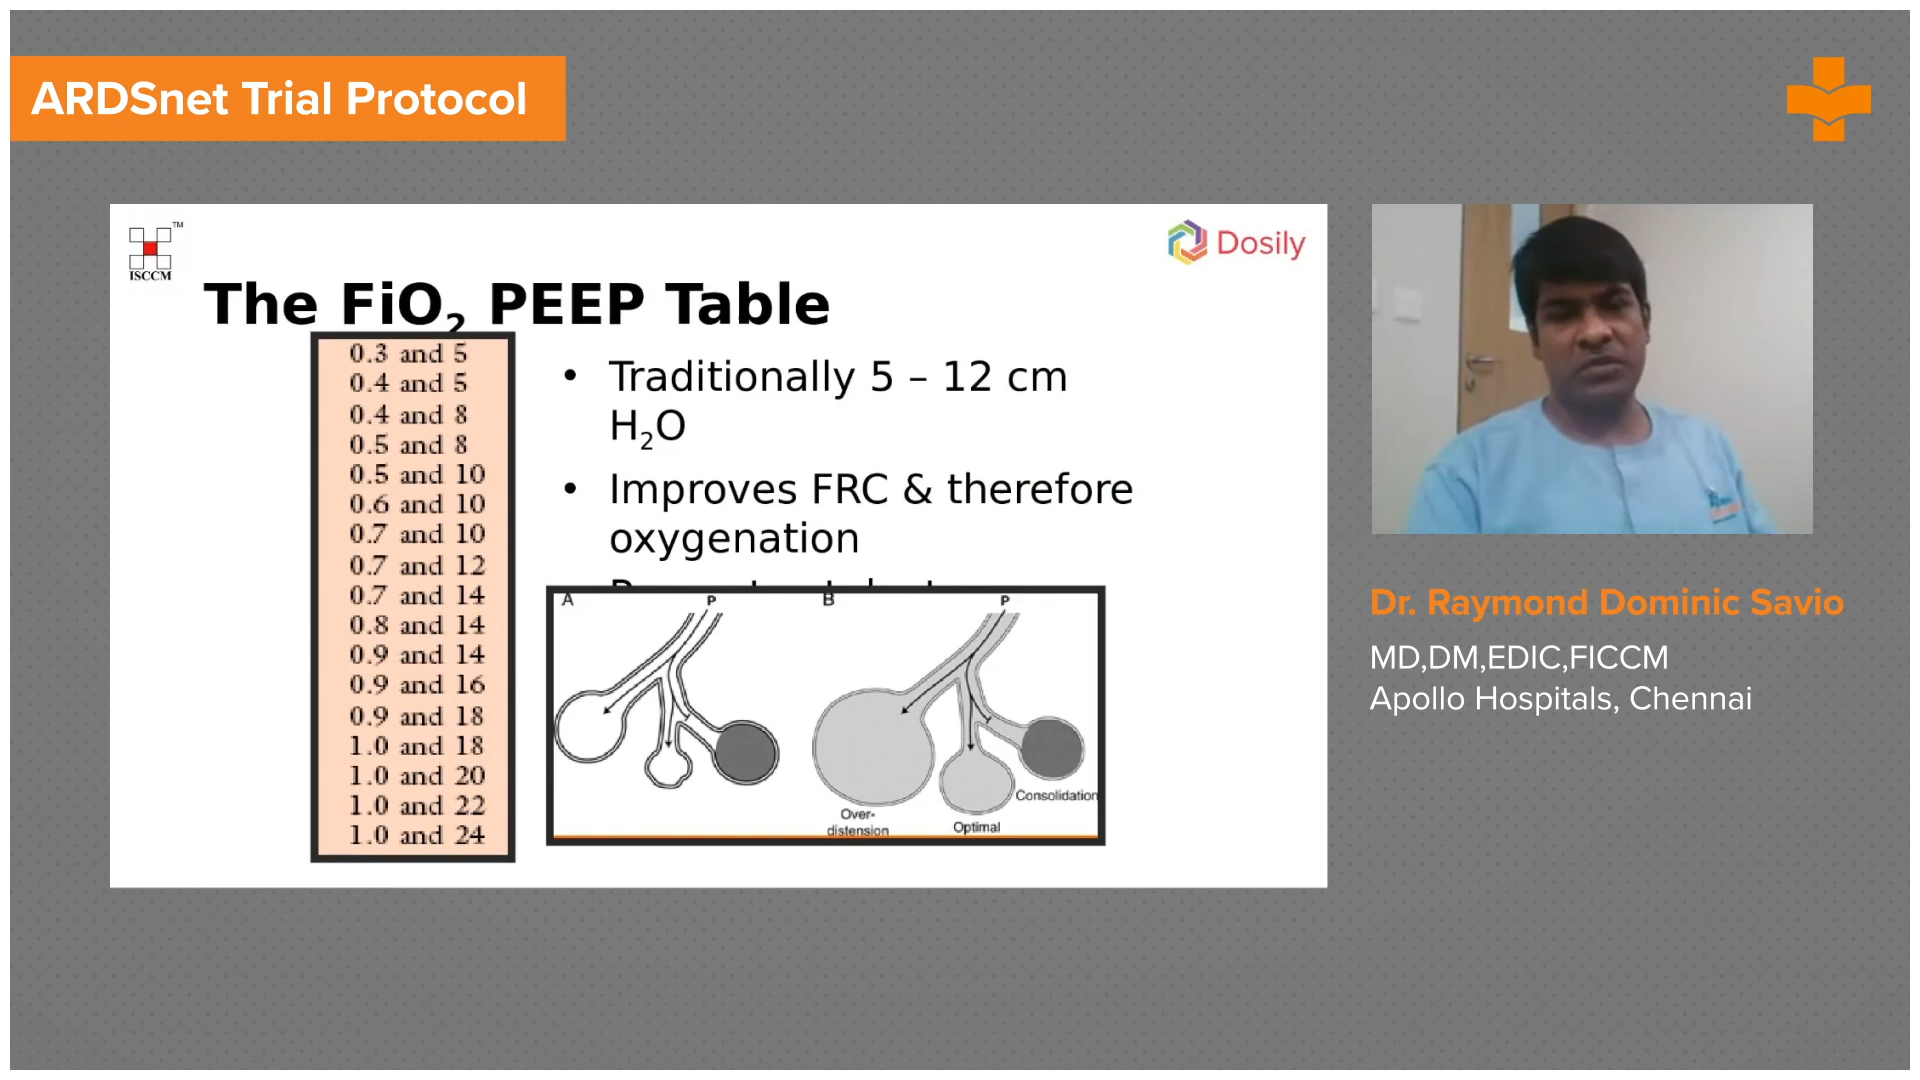 ARDSnet Trial Protocol
TM
ISCCM
Dosily
The FiO2 PEEP Table
0.3 and 5
0.4 and 5
0.4 and 8
0.5 and 8
0.5 and 10
0.6 and 10
0.7 and 10
0.7 and 12
0.7 and 14
0.8 and 14
0.9 and 14
0.9 and 16
0.9 and 18
1.0 and 18
1.0 and 20
1.0 and 22
1.0 and 24
• Traditionally 5 – 12 cm
H2O
• Improves FRC & therefore
oxygenation
A P B P
Over-
distension
Optimal
Consolidation
Dr. Raymond Dominic Savio
MD,DM,EDIC,FICCM
Apollo Hospitals, Chennai